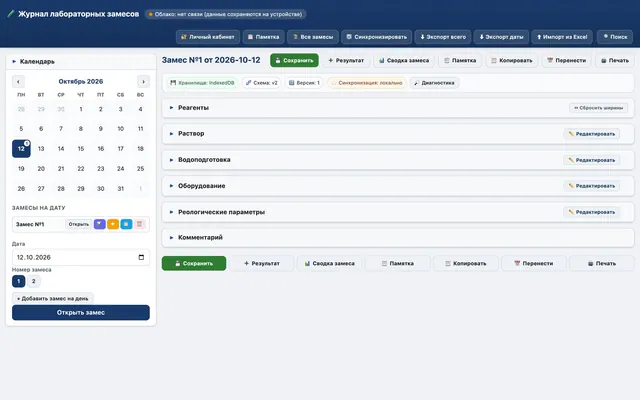 Журнал лабораторных замесов
Облако: нет связи (данные сохраняются на устройстве)
Личный кабинет
Памятка
Все замесы
Синхронизировать
Экспорт всего
Экспорт даты
Импорт из Excel
Поиск
Календарь
Октябрь 2026
ПН ВТ СР ЧТ ПТ СБ ВС
28 29 30 1 2 3 4
5 6 7 8 9 10 11
12 13 14 15 16 17 18
19 20 21 22 23 24 25
26 27 28 29 30 31 1
ЗАМЕСЫ НА ДАТУ
Замес №1 Открыть
Дата
12.10.2026
Номер замеса
1 2
+ Добавить замес на день
Открыть замес
Замес №1 от 2026-10-12
Сохранить
+ Результат
Сводка замеса
Памятка
Копировать
Перенести
Печать
Хранилище: IndexedDB
Схема: v2
Версия: 1
Синхронизация: локально
Диагностика
Реагенты
Сбросить ширины
Раствор
Редактировать
Водоподготовка
Редактировать
Оборудование
Редактировать
Реологические параметры
Редактировать
Комментарий
Сохранить
+ Результат
Сводка замеса
Памятка
Копировать
Перенести
Печать